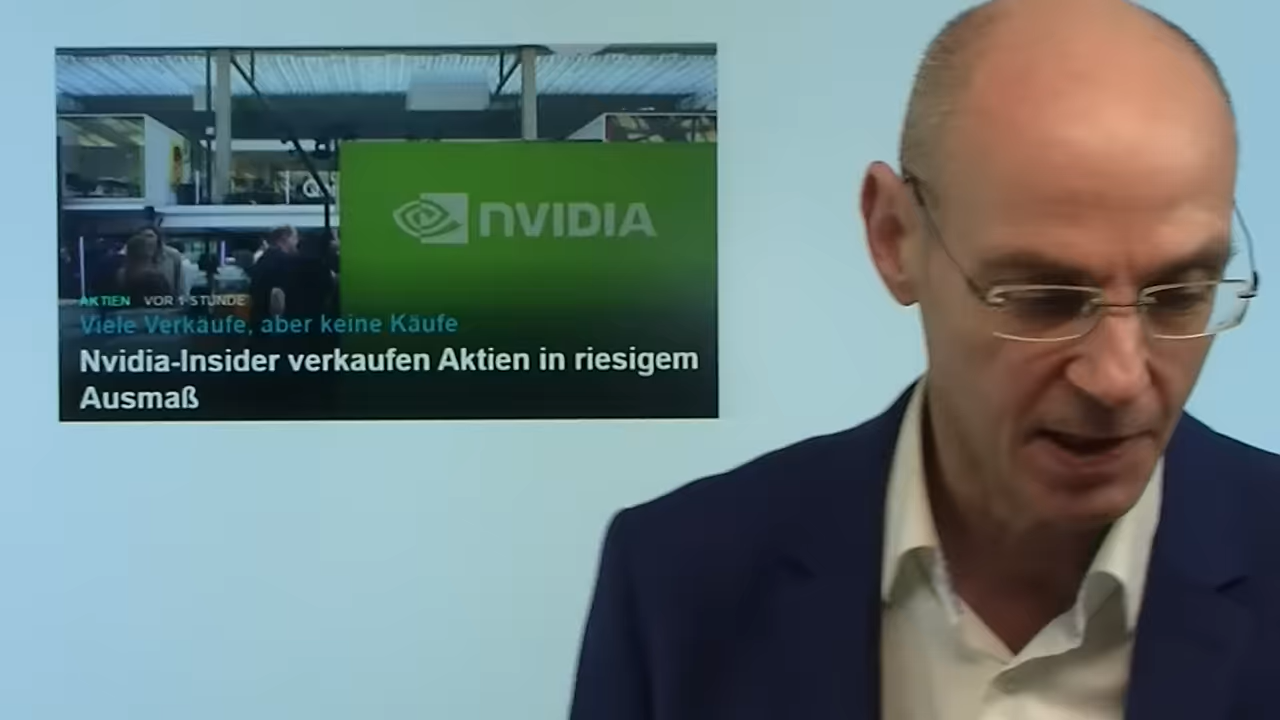 NVIDIA
AKTIEN VOR 1 STUNDE
Viele Verkäufe, aber keine Käufe
Nvidia-Insider verkaufen Aktien in riesigem
Ausmaß